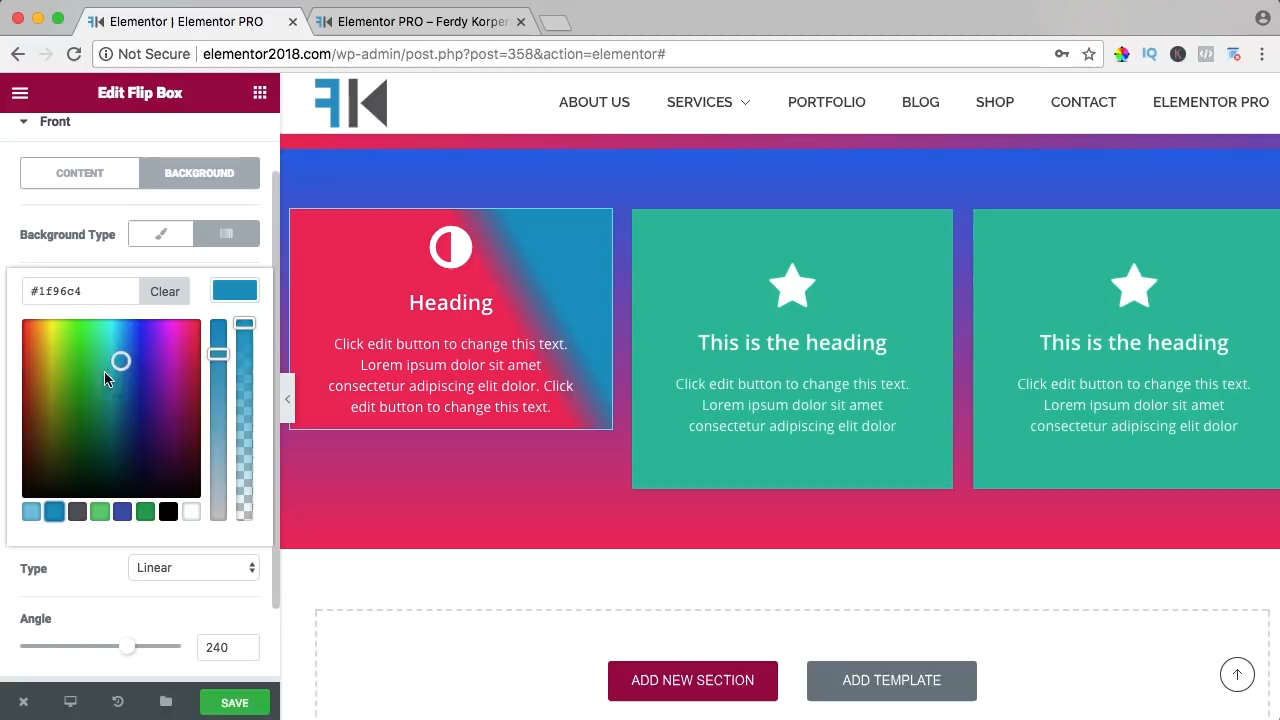 Elementor | Elementor PRO
Elementor PRO – Ferdy Korper
Not Secure
elementor2018.com/wp-admin/post.php?post=358&action=elementor#
Edit Flip Box
FK
ABOUT US
SERVICES
PORTFOLIO
BLOG
SHOP
CONTACT
ELEMENTOR PRO
Front
CONTENT
BACKGROUND
Background Type
#1f96c4
Clear
Type
Linear
Angle
240
SAVE
Heading
Click edit button to change this text.
Lorem ipsum dolor sit amet
consectetur adipiscing elit dolor. Click
edit button to change this text.
This is the heading
Click edit button to change this text.
Lorem ipsum dolor sit amet
consectetur adipiscing elit dolor
This is the heading
Click edit button to change this text.
Lorem ipsum dolor sit amet
consectetur adipiscing elit dolor
ADD NEW SECTION
ADD TEMPLATE